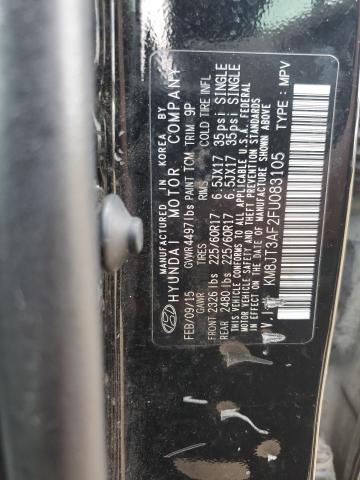 MANUFACTURED IN KOREA BY
HYUNDAI MOTOR COMPANY
FEB/09/15 GVWR 4497lbs PAINT TCM TRIM 9P
GAWR TIRES RIMS COLD TIRE INFL
FRONT 2326 lbs 225/60R17 6.5JX17 35psi SINGLE
REAR 2480 lbs 225/60R17 6.5JX17 35psi SINGLE
THIS VEHICLE CONFORMS TO ALL APPLICABLE U.S.A. FEDERAL
MOTOR VEHICLE SAFETY AND THEFT PREVENTION STANDARDS
IN EFFECT ON THE DATE OF MANUFACTURE SHOWN ABOVE
V.I.N KM8JT3AF2FU083105 TYPE : MPV